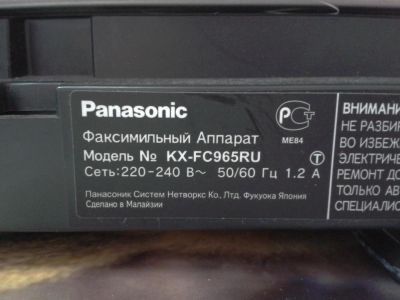 Panasonic
Факсимильный Аппарат
Модель № KX-FC965RU
Сеть:220-240 В~ 50/60 Гц 1.2 А
Панасоник Систем Нетворкс Ко., Лтд. Фукуока Япония
Сделано в Малайзии
РСТ
ME84
Т
ВНИМАНИ
НЕ РАЗБИ
ВО ИЗБЕЖ
ЭЛЕКТРИЧЕ
РЕМОНТ ДО
ТОЛЬКО АВ
СПЕЦИАЛИС